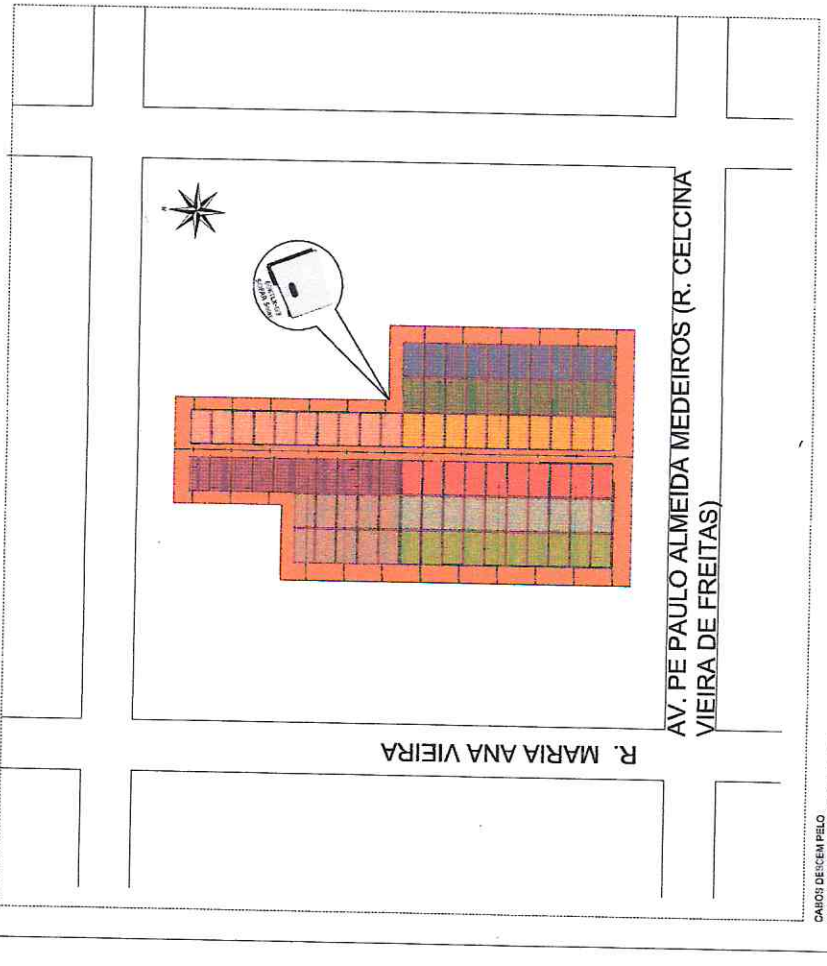 N
AV. PE PAULO ALMEIDA MEDEIROS (R. CELCINA
VIEIRA DE FREITAS)
R. MARIA ANA VIEIRA
CABOS DESCEM PELO